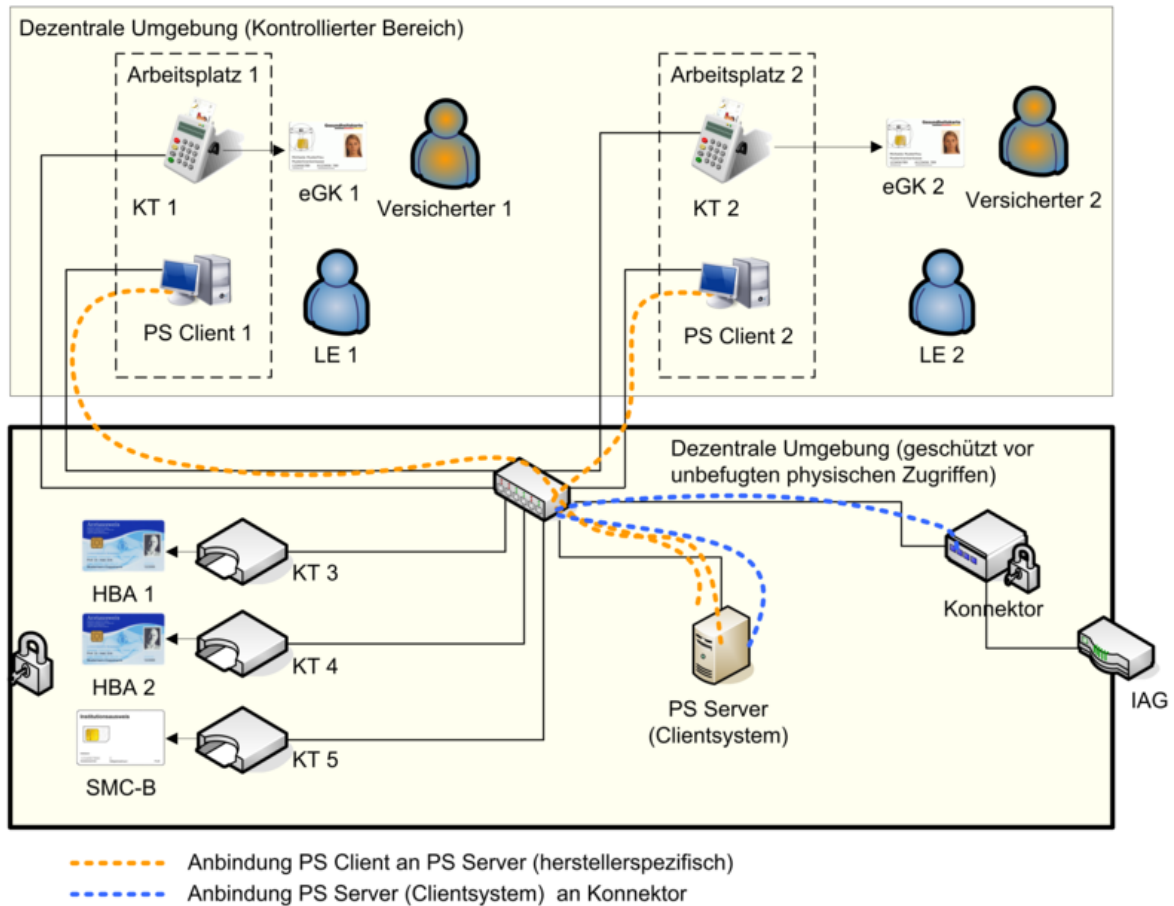 Dezentrale Umgebung (Kontrollierter Bereich)
Arbeitsplatz 1
KT 1
eGK 1
Versicherter 1
PS Client 1
LE 1
Arbeitsplatz 2
KT 2
eGK 2
Versicherter 2
PS Client 2
LE 2
Dezentrale Umgebung (geschützt vor
unbefugten physischen Zugriffen)
HBA 1
KT 3
HBA 2
KT 4
Institutionsausweis
SMC-B
KT 5
PS Server
(Clientsystem)
Konnektor
IAG
Anbindung PS Client an PS Server (herstellerspezifisch)
Anbindung PS Server (Clientsystem) an Konnektor